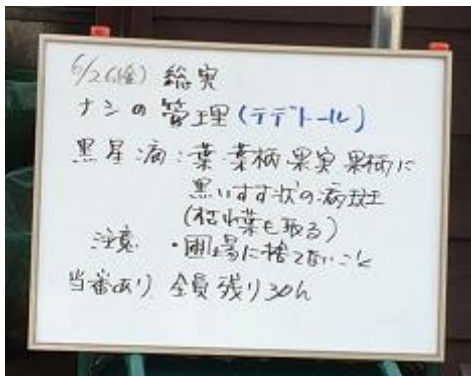 6/26(金) 総実
ナシの管理(テデトール)
黒星病:葉 葉柄 果実 果柄に
黒いすす状の病斑
(枯れ葉も取る)
注意 ・圃場に捨てないこと
当番あり 全員残り30h